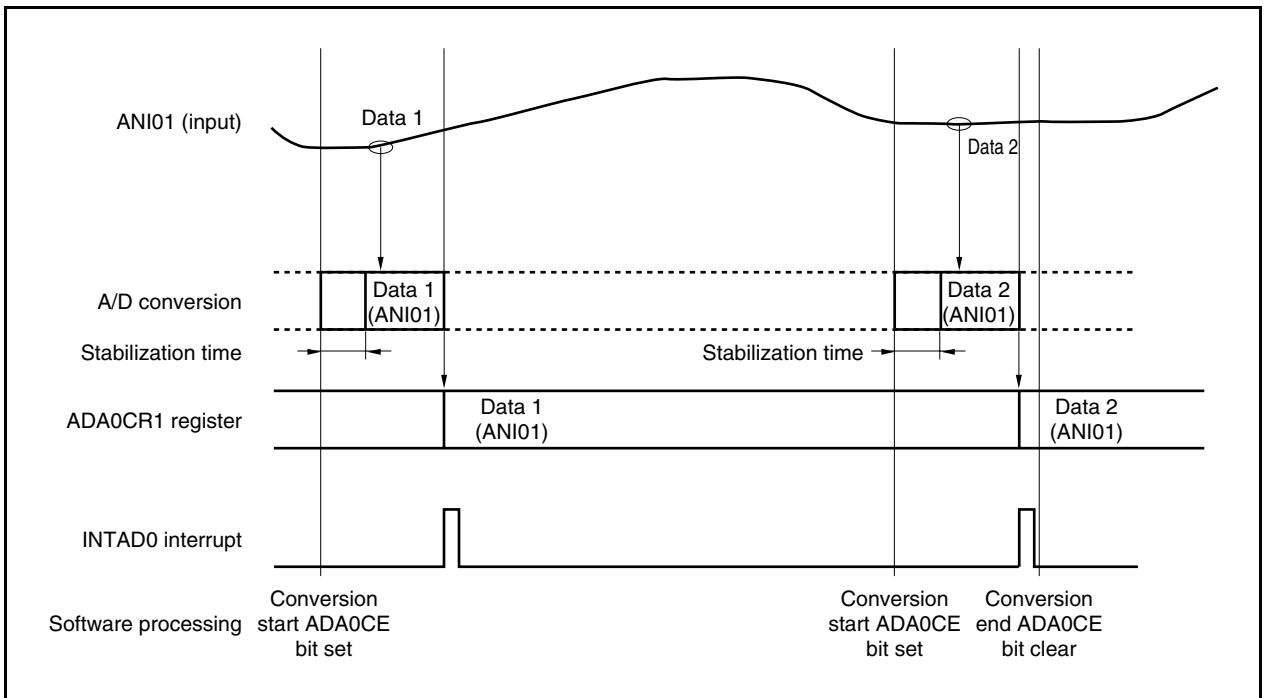 ANI01 (input)
Data 1
Data 2
A/D conversion
Data 1
(ANI01)
Data 2
(ANI01)
Stabilization time
Stabilization time
ADA0CR1 register
Data 1
(ANI01)
Data 2
(ANI01)
INTAD0 interrupt
Software processing
Conversion
start ADA0CE
bit set
Conversion
start ADA0CE
bit set
Conversion
end ADA0CE
bit clear